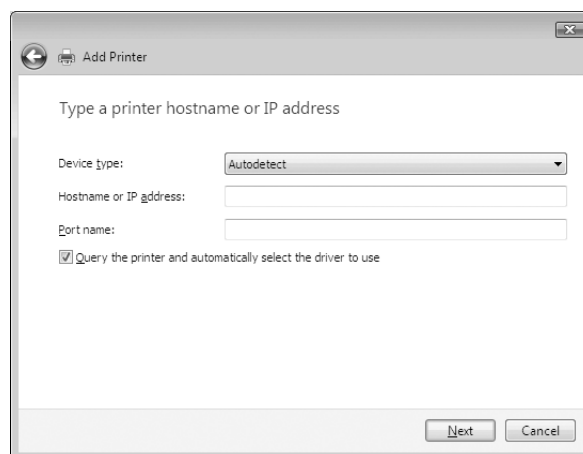 Add Printer
Type a printer hostname or IP address
Device type: Autodetect
Hostname or IP address:
Port name:
Query the printer and automatically select the driver to use
Next Cancel